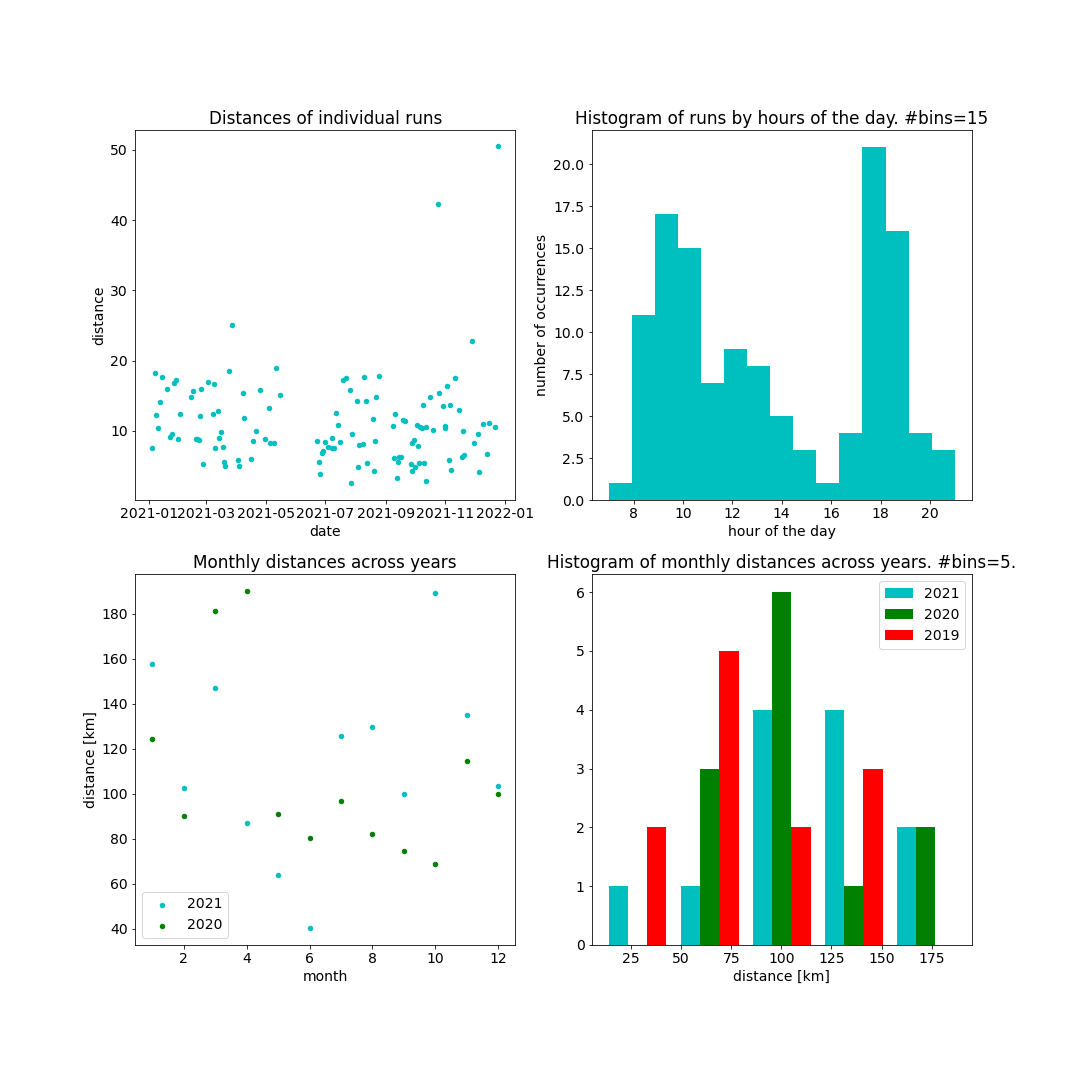 Distances of individual runs
distance
50
40
30
20
10
2021-01 2021-03 2021-05 2021-07 2021-09 2021-11 2022-01
date
Histogram of runs by hours of the day. #bins=15
number of occurrences
20.0
17.5
15.0
12.5
10.0
7.5
5.0
2.5
0.0
8 10 12 14 16 18 20
hour of the day
Monthly distances across years
distance [km]
180
160
140
120
100
80
60
40
2021
2020
2 4 6 8 10 12
month
Histogram of monthly distances across years. #bins=5.
6
5
4
3
2
1
0
2021
2020
2019
25 50 75 100 125 150 175
distance [km]